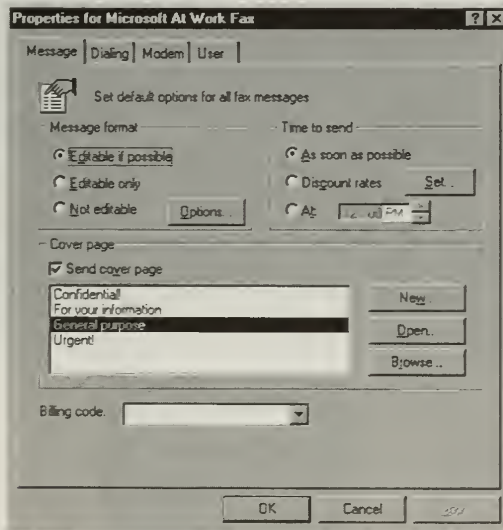 Properties for Microsoft At Work Fax
Message Dialing Modem User
Set default options for all fax messages
Message format
Editable if possible
Editable only
Not editable
Options...
Time to send
As soon as possible
Discount rates
Set...
At:
PM
Cover page
Send cover page
Confidential!
For your information
General purpose
Urgent!
New...
Open...
Browse...
Billing code:
OK Cancel